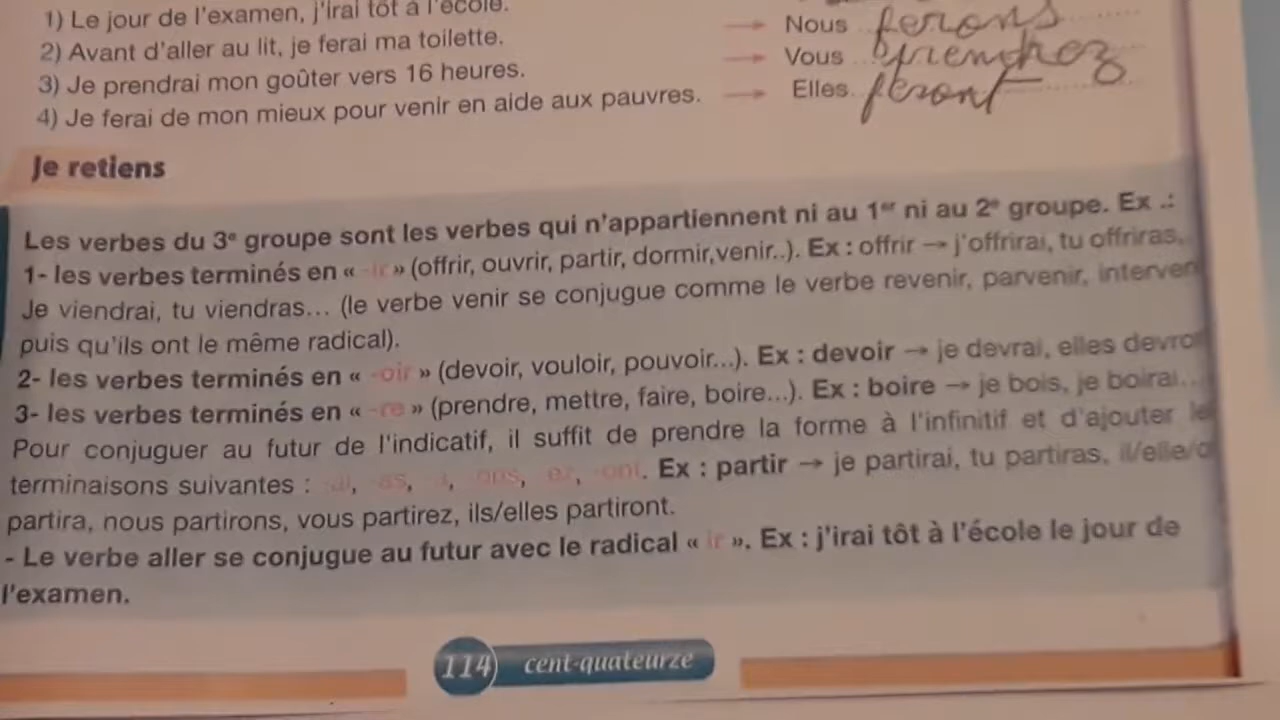 1) Le jour de l'examen, j'irai tôt à l'école.
2) Avant d'aller au lit, je ferai ma toilette.
3) Je prendrai mon goûter vers 16 heures.
4) Je ferai de mon mieux pour venir en aide aux pauvres.
→ Nous ferons
→ Vous prendrez
→ Elles feront
Je retiens
Les verbes du 3e groupe sont les verbes qui n'appartiennent ni au 1er ni au 2e groupe. Ex .:
1- les verbes terminés en « -ir » (offrir, ouvrir, partir, dormir,venir..). Ex : offrir → j'offrirai, tu offriras,
Je viendrai, tu viendras... (le verbe venir se conjugue comme le verbe revenir, parvenir, interven
puis qu'ils ont le même radical).
2- les verbes terminés en « -oir » (devoir, vouloir, pouvoir...). Ex : devoir → je devrai, elles devro
3- les verbes terminés en « -re » (prendre, mettre, faire, boire...). Ex : boire → je bois, je boirai...
Pour conjuguer au futur de l'indicatif, il suffit de prendre la forme à l'infinitif et d'ajouter le
terminaisons suivantes : -ai, -as, -a, -ons, -ez, -ont. Ex : partir → je partirai, tu partiras, il/elle/o
partira, nous partirons, vous partirez, ils/elles partiront.
- Le verbe aller se conjugue au futur avec le radical « ir ». Ex : j'irai tôt à l'école le jour de
l'examen.
114 cent-quateurze